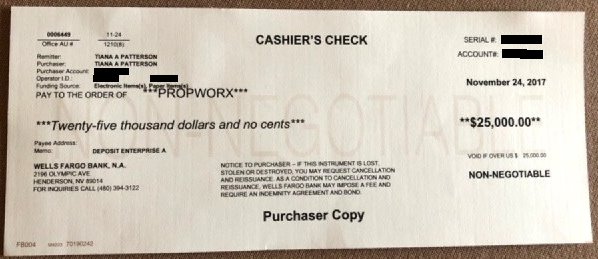 0006449 11-24
Office AU # 1210(8)
CASHIER'S CHECK
SERIAL #:
ACCOUNT#:
Remitter: TIANA A PATTERSON
Purchaser: TIANA A PATTERSON
Purchaser Account:
Operator I.D.:
Funding Source: Electronic Items(s), Paper Items(s)
November 24, 2017
PAY TO THE ORDER OF ***PROPWORX***
***Twenty-five thousand dollars and no cents*** **$25,000.00**
NON-NEGOTIABLE
Payee Address:
Memo: DEPOSIT ENTERPRISE A
VOID IF OVER US $ 25,000.00
WELLS FARGO BANK, N.A.
2196 OLYMPIC AVE
HENDERSON, NV 89014
FOR INQUIRIES CALL (480) 394-3122
NOTICE TO PURCHASER – IF THIS INSTRUMENT IS LOST,
STOLEN OR DESTROYED, YOU MAY REQUEST CANCELLATION
AND REISSUANCE. AS A CONDITION TO CANCELLATION AND
REISSUANCE, WELLS FARGO BANK MAY IMPOSE A FEE AND
REQUIRE AN INDEMNITY AGREEMENT AND BOND.
NON-NEGOTIABLE
Purchaser Copy
FB004 70190242